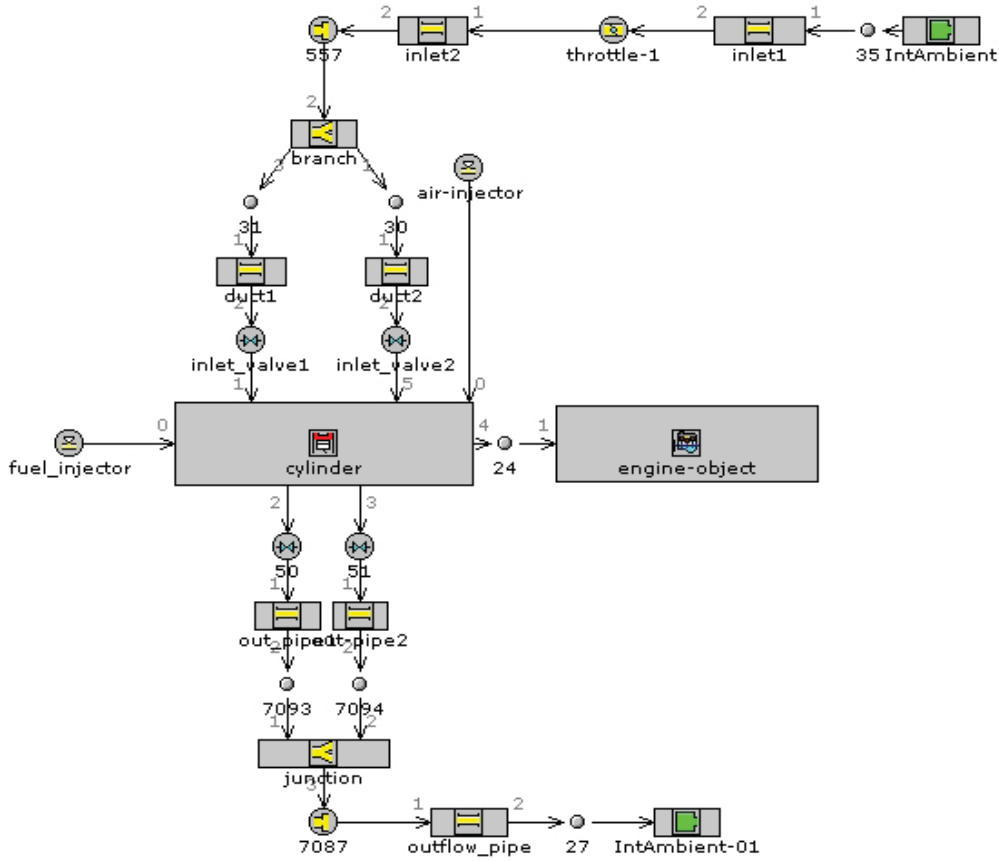 2 1 2 1
557 inlet2 throttle-1 inlet1 35 IntAmbient
2
branch
3 1
air-injector
31 30
1 1
duct1 duct2
2 2
inlet_valve1 inlet_valve2
1 5 0
0 4 1
fuel_injector cylinder 24 engine-object
2 3
50 51
1 1
out_pipe1 out-pipe2
2 2
7093 7094
1 2
junction
3
1 2
7087 outflow_pipe 27 IntAmbient-01